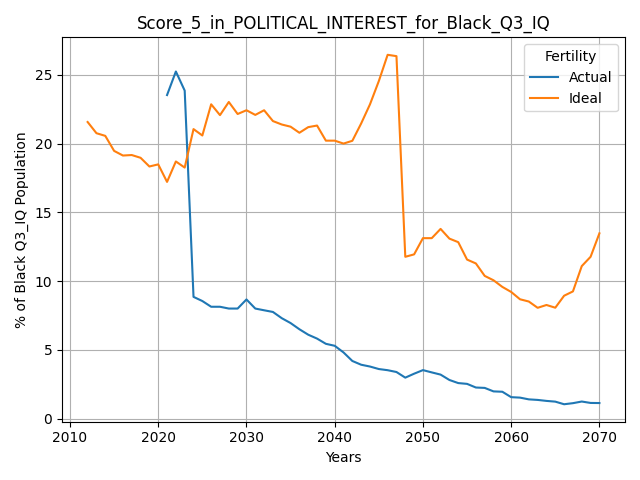 Score_5_in_POLITICAL_INTEREST_for_Black_Q3_IQ
Fertility
Actual
Ideal
% of Black Q3_IQ Population
25
20
15
10
5
0
2010 2020 2030 2040 2050 2060 2070
Years